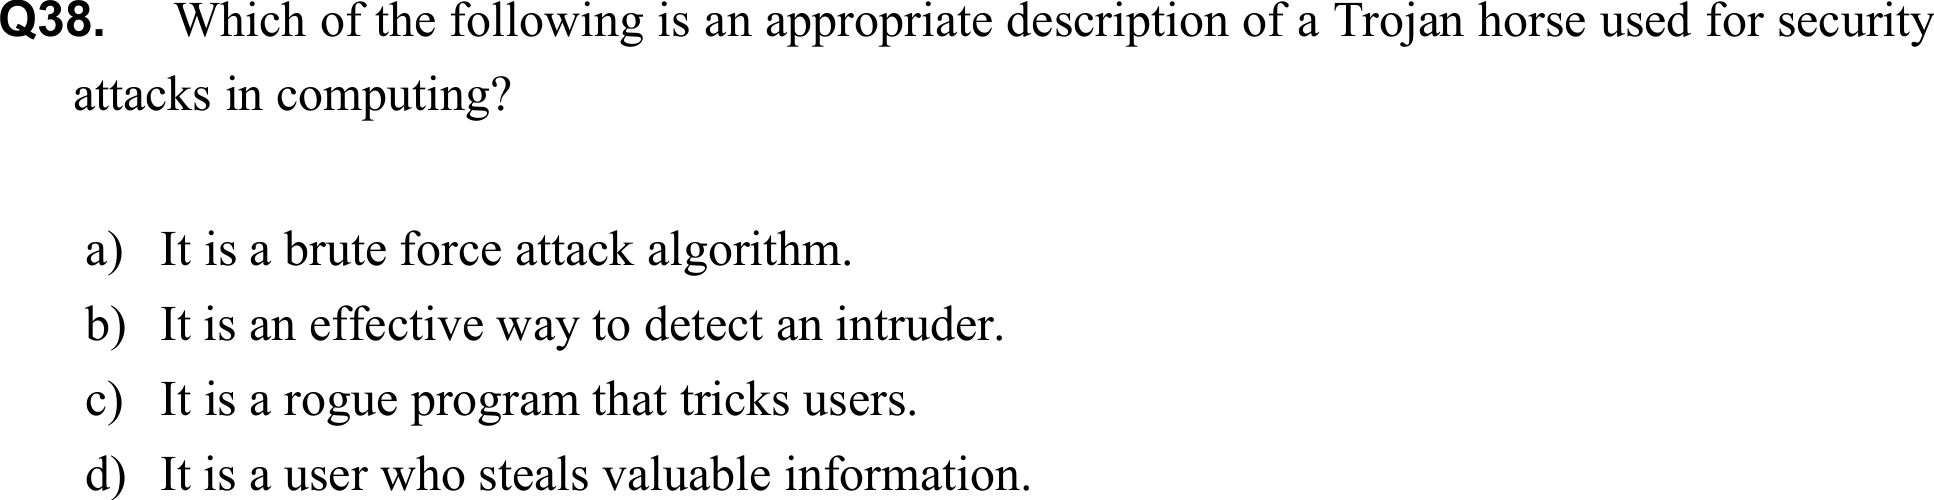 Q38. Which of the following is an appropriate description of a Trojan horse used for security
attacks in computing?
a) It is a brute force attack algorithm.
b) It is an effective way to detect an intruder.
c) It is a rogue program that tricks users.
d) It is a user who steals valuable information.